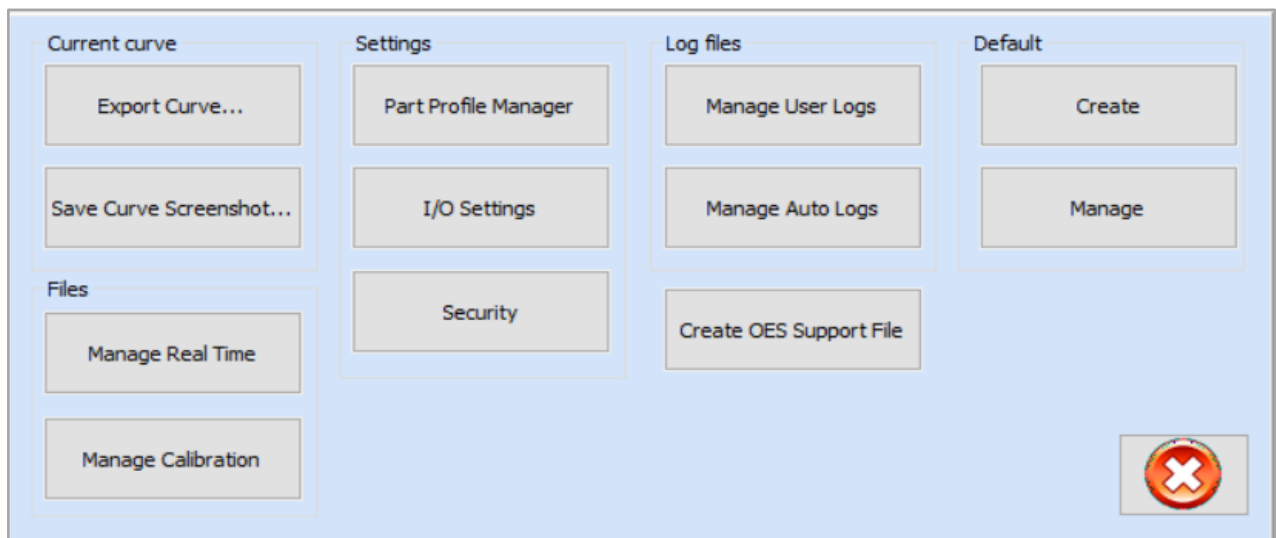 Current curve
Export Curve...
Save Curve Screenshot...
Files
Manage Real Time
Manage Calibration
Settings
Part Profile Manager
I/O Settings
Security
Log files
Manage User Logs
Manage Auto Logs
Create OES Support File
Default
Create
Manage